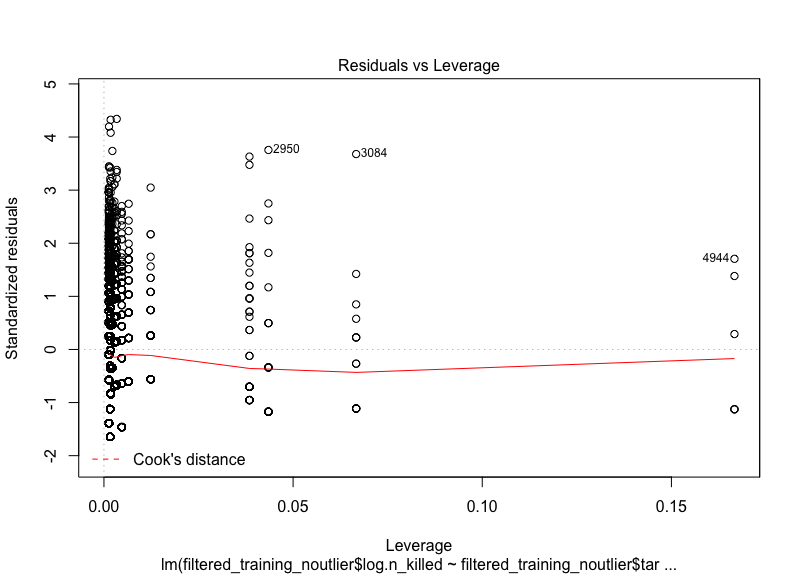 Residuals vs Leverage
Standardized residuals
5
4
3
2
1
0
-1
-2
2950
3084
4944
Cook's distance
0.00 0.05 0.10 0.15
Leverage
lm(filtered_training_noutlier$log.n_killed ~ filtered_training_noutlier$tar ...